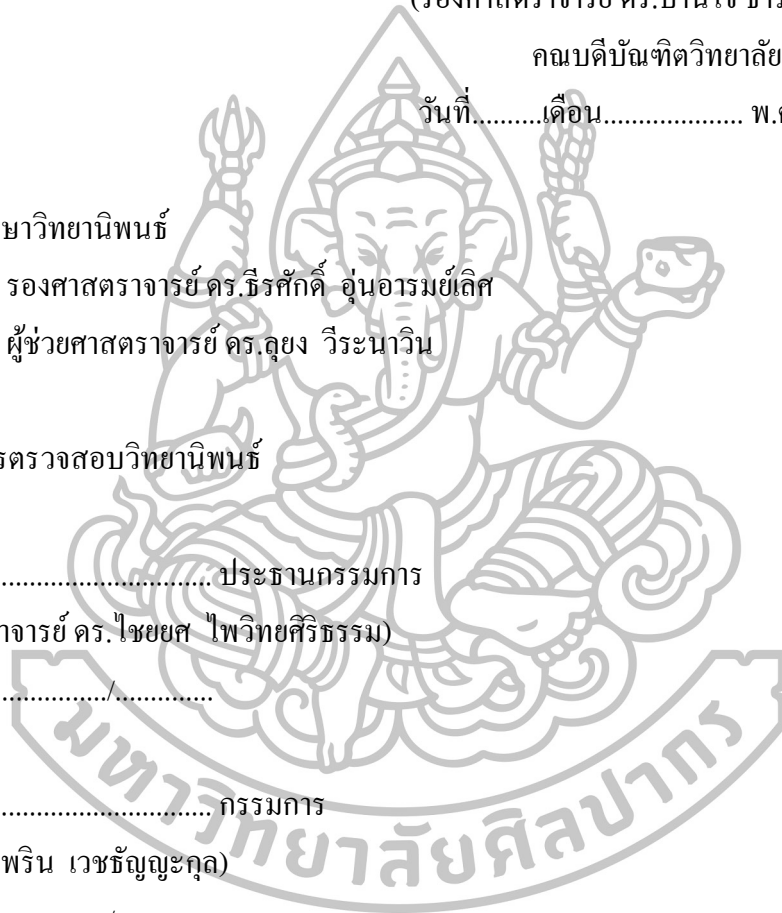 คณบดีบัณฑิตวิทยาลัย
วันที่..........เดือน.................... พ.ศ
ษาวิทยานิพนธ์
รองศาสตราจารย์ ดร.ธีรศักดิ์ อุ่นอารมย์เลิศ
ผู้ช่วยศาสตราจารย์ ดร.ลุยง วีระนาวิน
รตรวจสอบวิทยานิพนธ์
.............................. ประธานกรรมการ
าจารย์ ดร.ไชยยศ ไพวิทยศิริธรรม)
.............../..............
.............................. กรรมการ
พริน เวชธัญญะกุล)
มหาวิทยาลัยศิลปากร